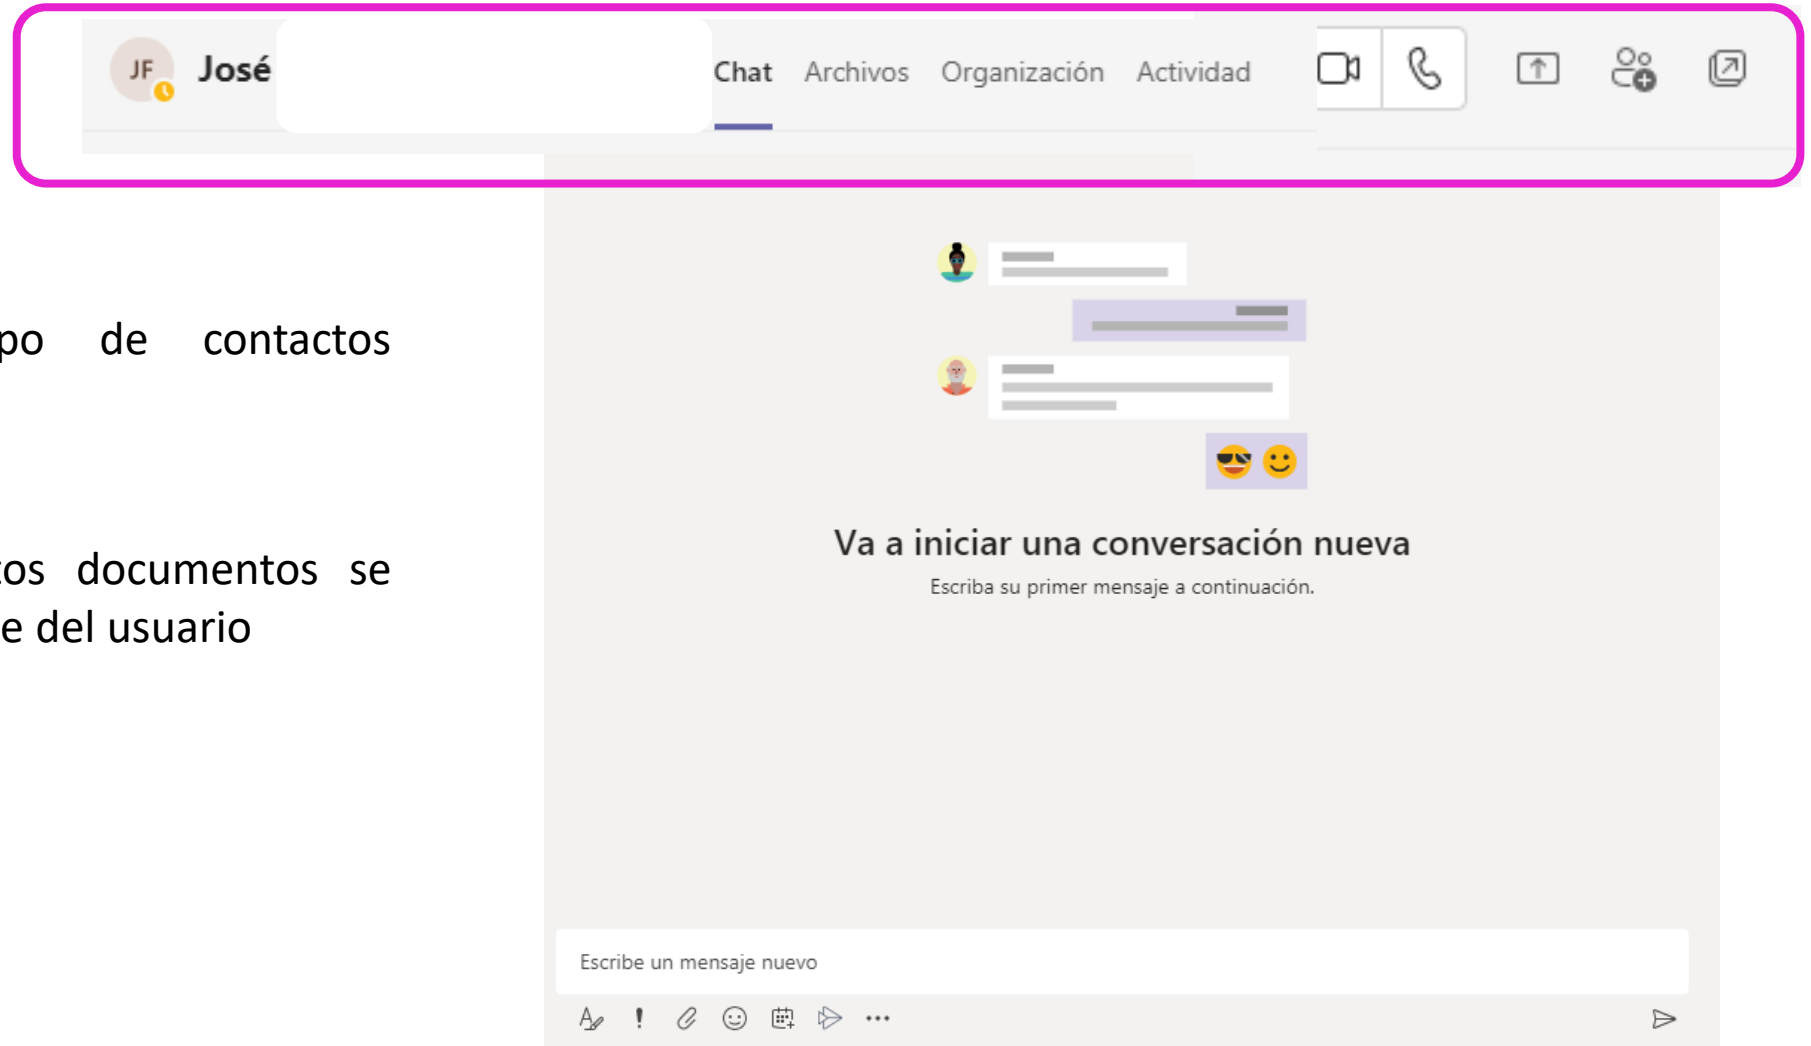 JF José Chat Archivos Organización Actividad
po de contactos
tos documentos se
e del usuario
Va a iniciar una conversación nueva
Escriba su primer mensaje a continuación.
Escribe un mensaje nuevo